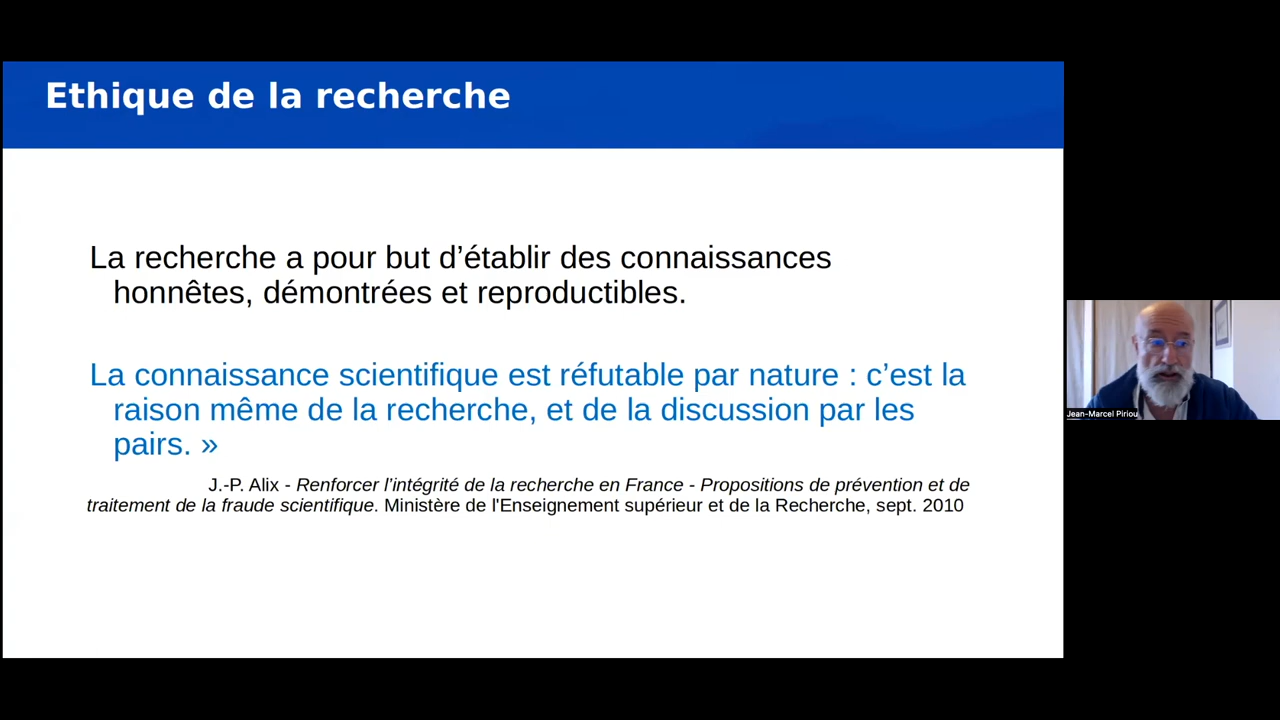 Ethique de la recherche
La recherche a pour but d’établir des connaissances
honnêtes, démontrées et reproductibles.
La connaissance scientifique est réfutable par nature : c’est la
raison même de la recherche, et de la discussion par les
pairs. »
J.-P. Alix - Renforcer l’intégrité de la recherche en France - Propositions de prévention et de
traitement de la fraude scientifique. Ministère de l'Enseignement supérieur et de la Recherche, sept. 2010
Jean-Marcel Piriou